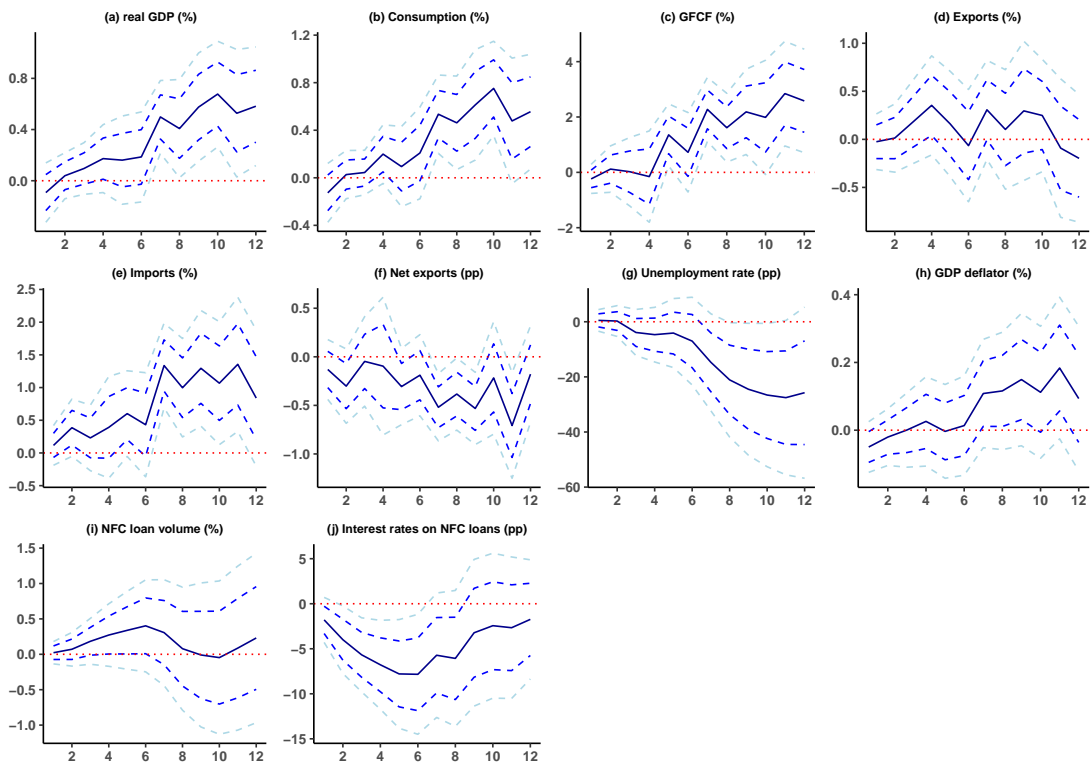 (a) real GDP (%)
0.8
0.4
0.0
2 4 6 8 10 12
(b) Consumption (%)
1.2
0.8
0.4
0.0
−0.4
2 4 6 8 10 12
(c) GFCF (%)
4
2
0
−2
2 4 6 8 10 12
(d) Exports (%)
1.0
0.5
0.0
−0.5
2 4 6 8 10 12
(e) Imports (%)
2.5
2.0
1.5
1.0
0.5
0.0
−0.5
2 4 6 8 10 12
(f) Net exports (pp)
0.5
0.0
−0.5
−1.0
2 4 6 8 10 12
(g) Unemployment rate (pp)
0
−20
−40
−60
2 4 6 8 10 12
(h) GDP deflator (%)
0.4
0.2
0.0
2 4 6 8 10 12
(i) NFC loan volume (%)
1.5
1.0
0.5
0.0
−0.5
−1.0
2 4 6 8 10 12
(j) Interest rates on NFC loans (pp)
5
0
−5
−10
−15
2 4 6 8 10 12